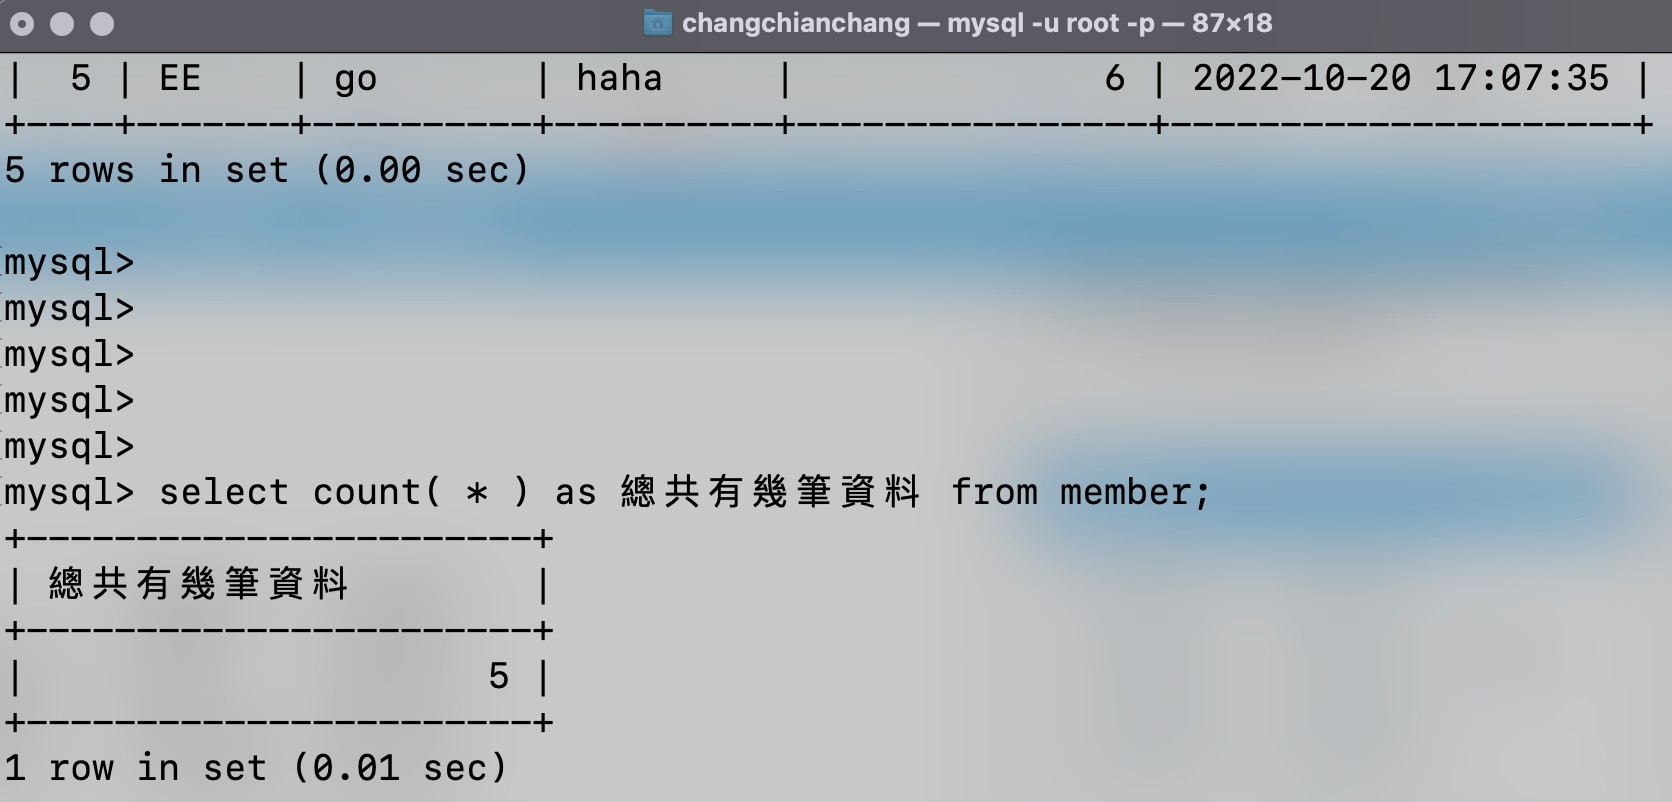 changchianchang — mysql -u root -p — 87×18
|  5 | EE    | go       | haha     |              6 | 2022-10-20 17:07:35 |
+----+-------+----------+----------+----------------+---------------------+
5 rows in set (0.00 sec)
mysql>
mysql>
mysql>
mysql>
mysql>
mysql> select count( * ) as 總共有幾筆資料 from member;
+-----------------------+
| 總共有幾筆資料         |
+-----------------------+
|                     5 |
+-----------------------+
1 row in set (0.01 sec)